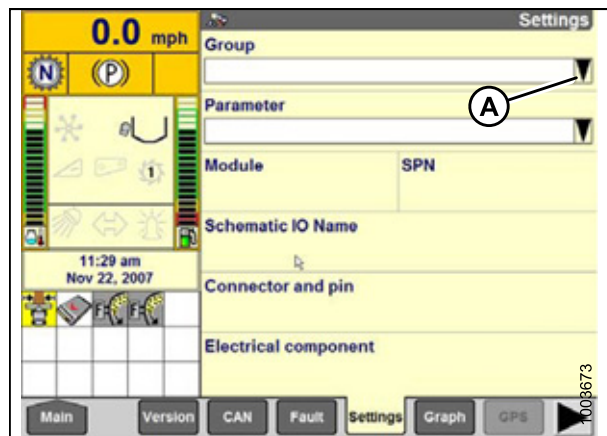 0.0 mph
Settings
Group
N
(P)
A
Parameter
Module
SPN
1
Schematic IO Name
11:29 am
Nov 22, 2007
Connector and pin
F
F
Electrical component
1003673
Main
Version
CAN
Fault
Settings
Graph
GPS